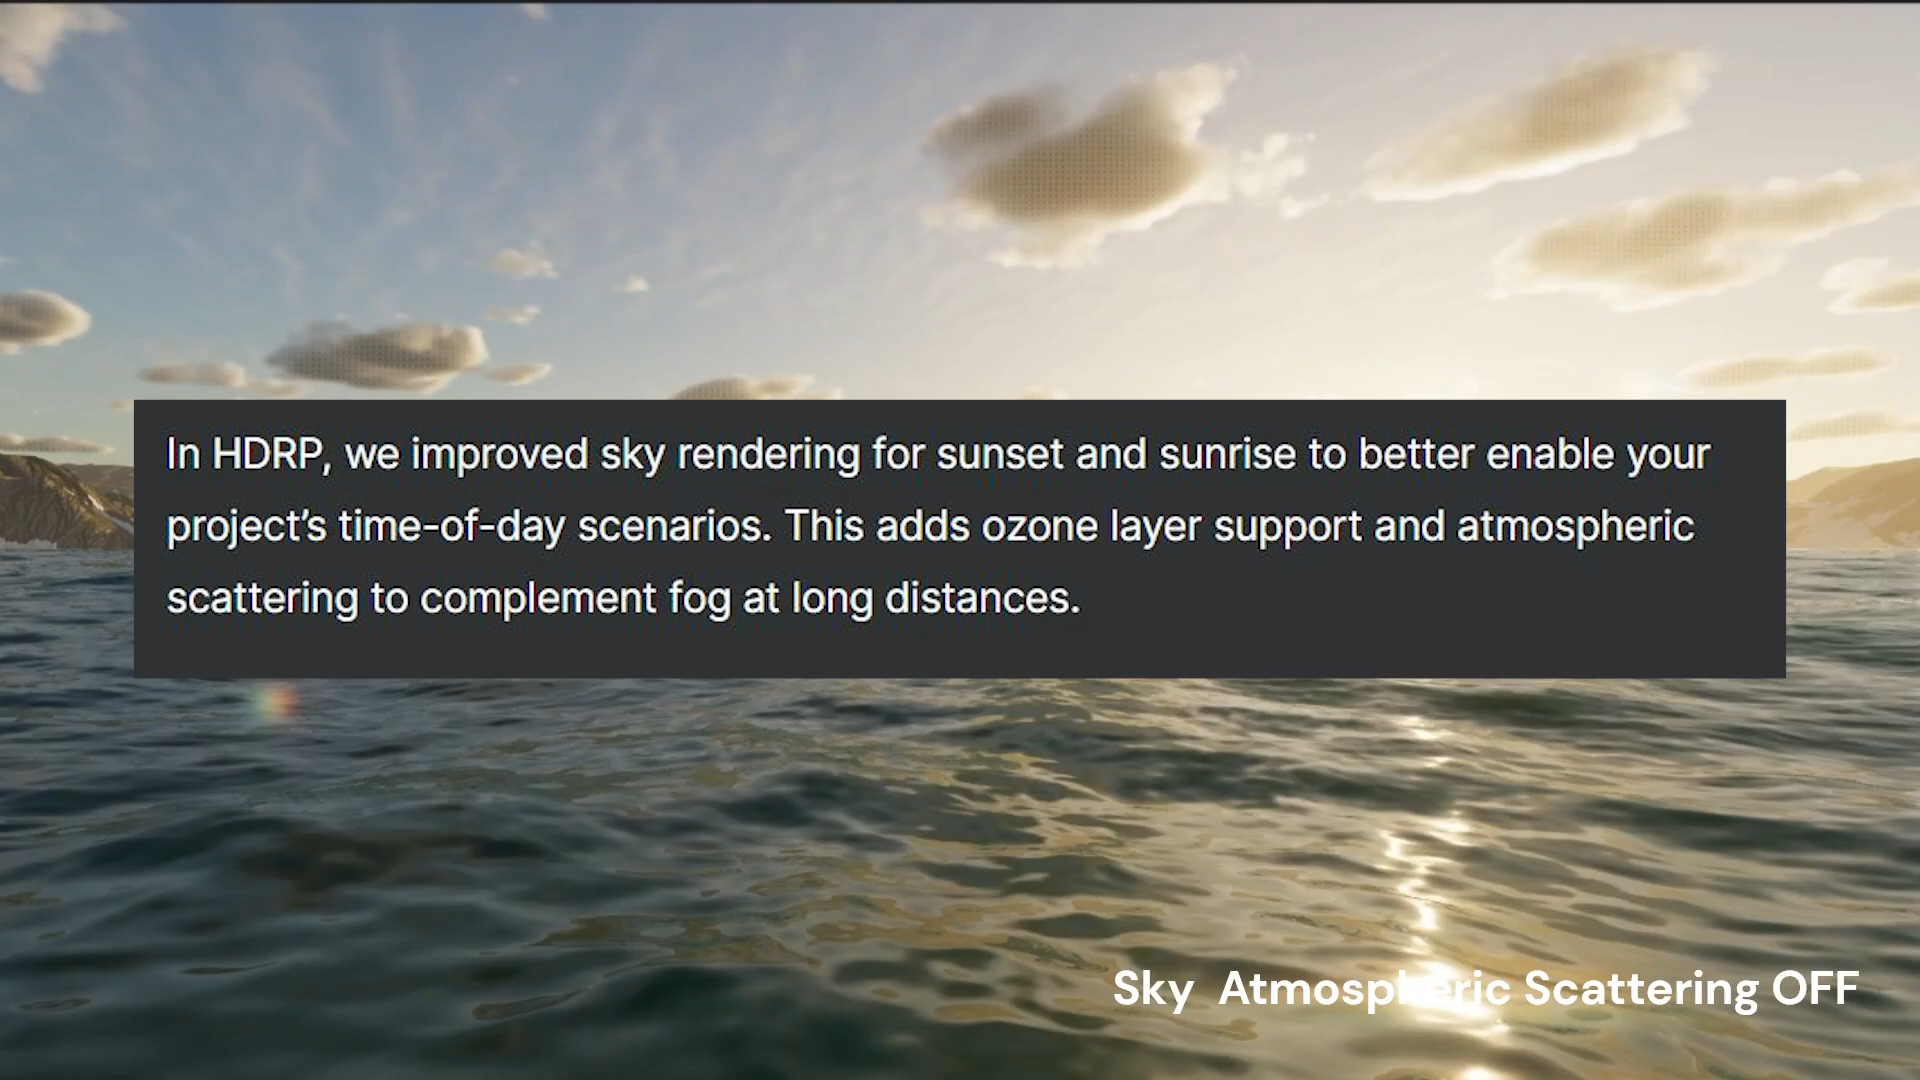 In HDRP, we improved sky rendering for sunset and sunrise to better enable your
project’s time-of-day scenarios. This adds ozone layer support and atmospheric
scattering to complement fog at long distances.
Sky Atmospheric Scattering OFF